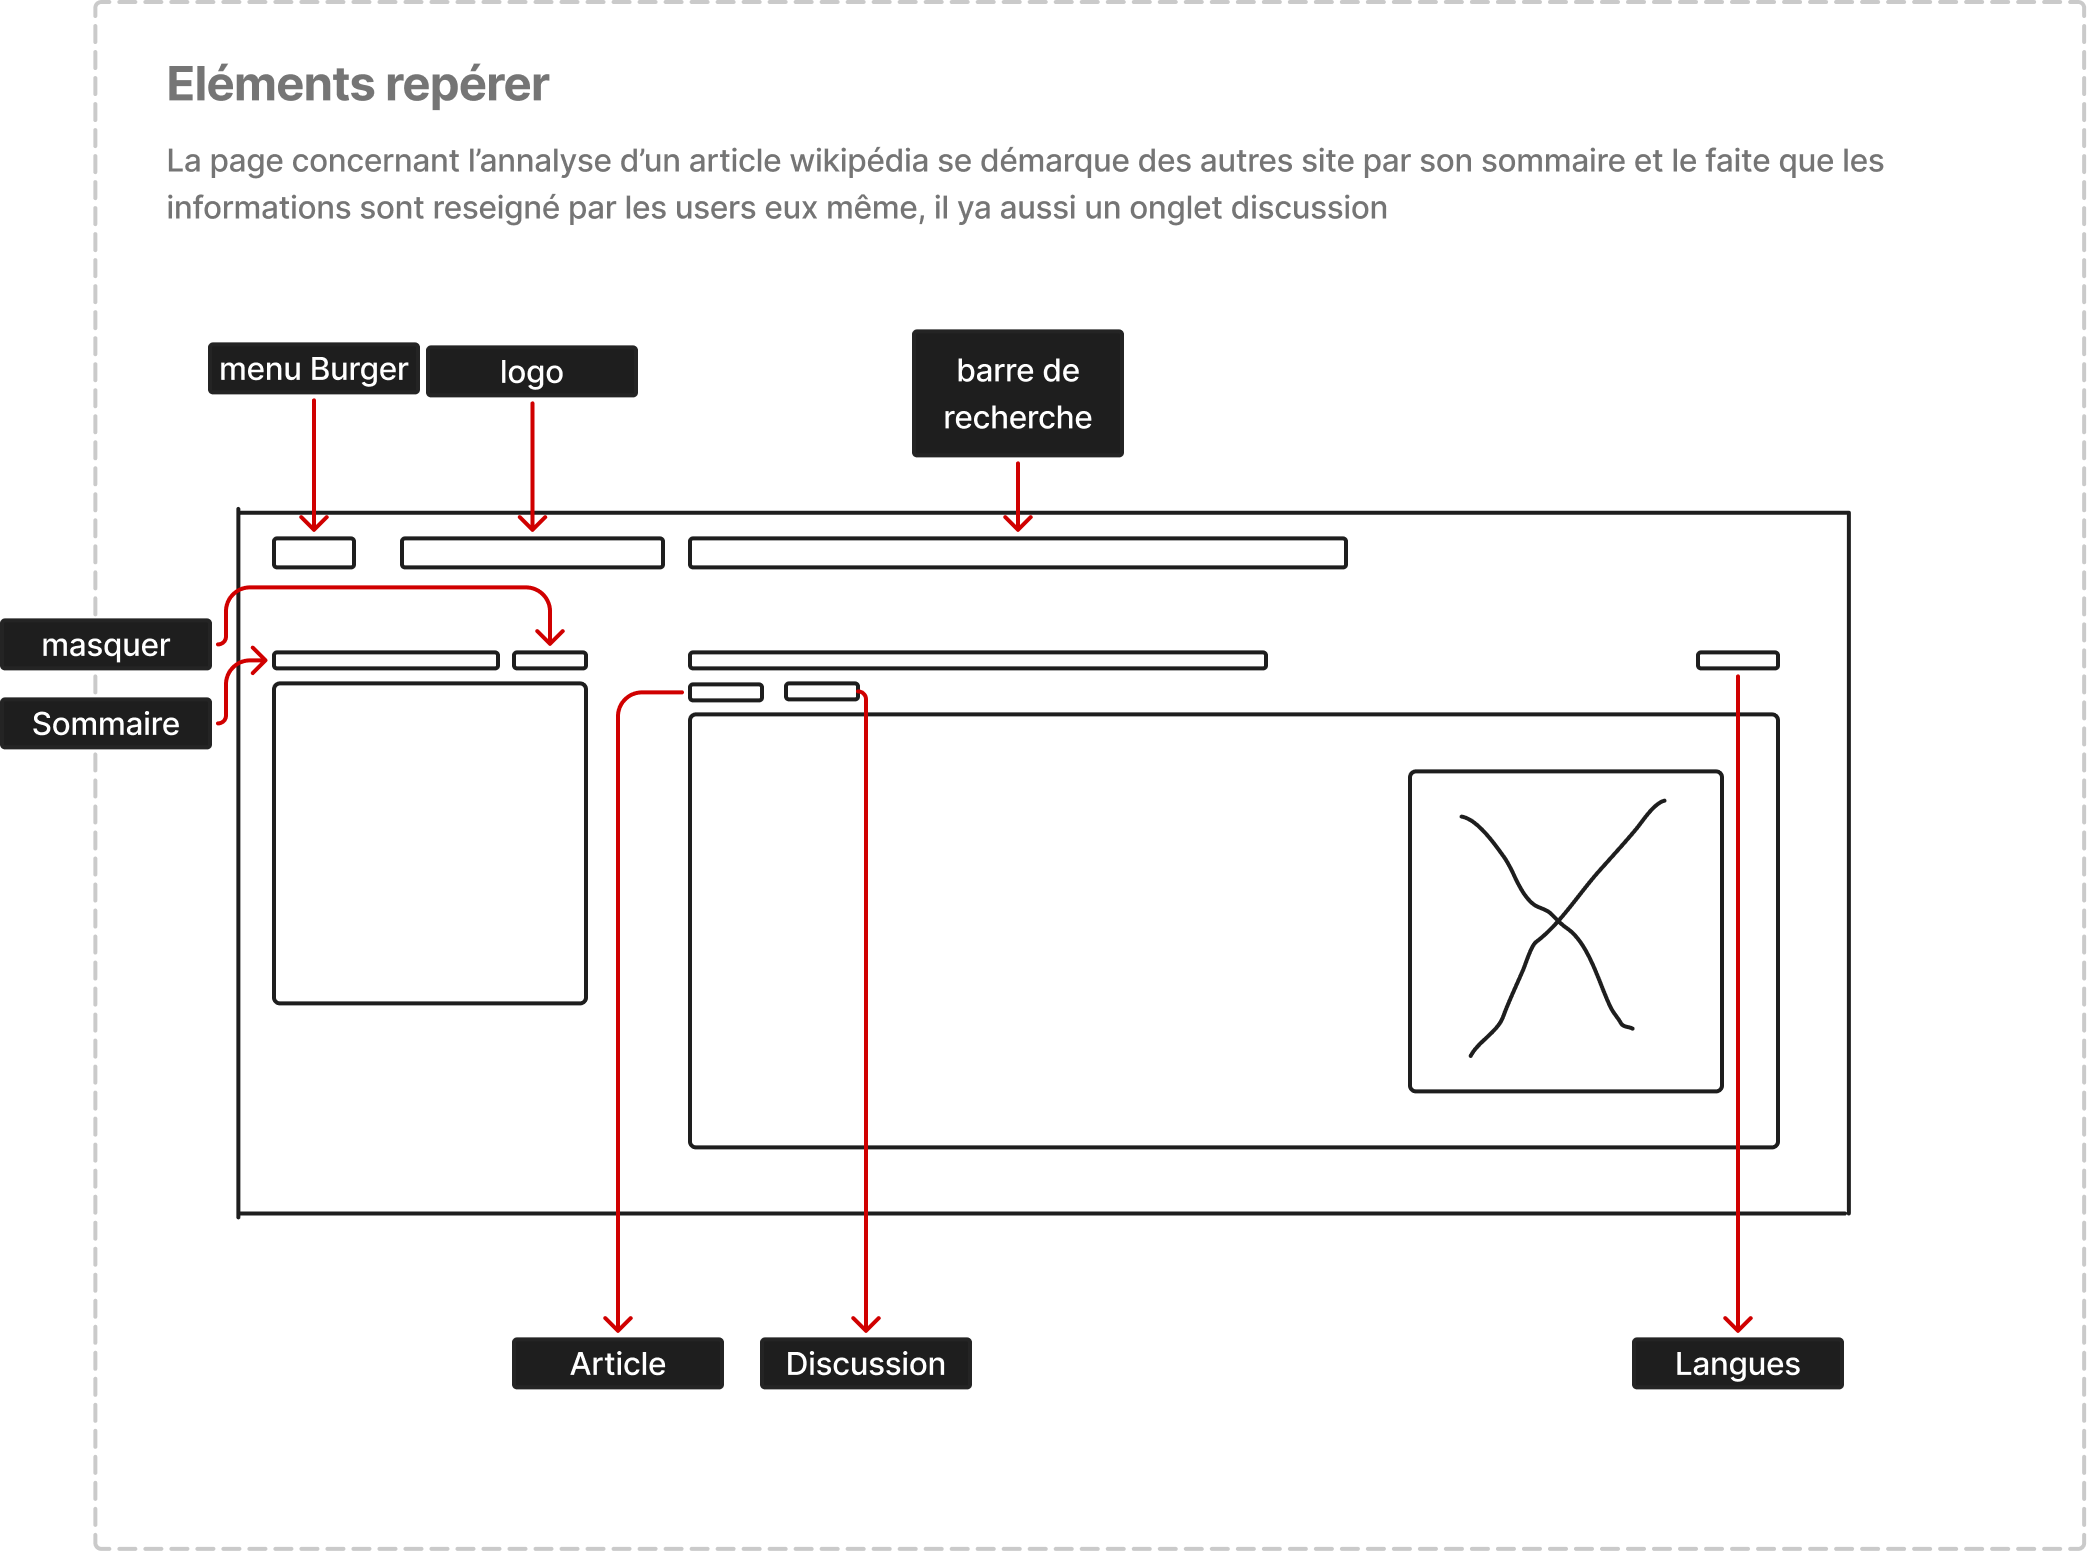 Eléments repérer
La page concernant l’annalyse d’un article wikipédia se démarque des autres site par son sommaire et le faite que les
informations sont reseigné par les users eux même, il ya aussi un onglet discussion
menu Burger
logo
barre de
recherche
masquer
Sommaire
Article
Discussion
Langues